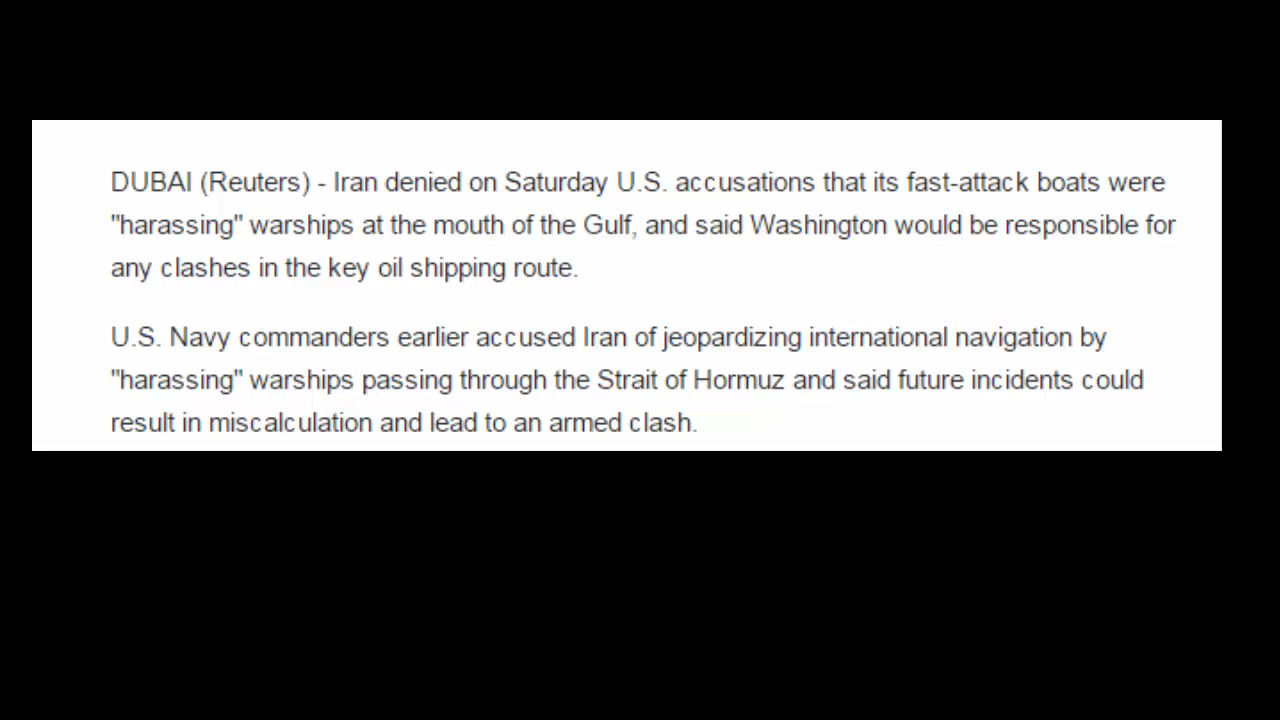 DUBAI (Reuters) - Iran denied on Saturday U.S. accusations that its fast-attack boats were
"harassing" warships at the mouth of the Gulf, and said Washington would be responsible for
any clashes in the key oil shipping route.
U.S. Navy commanders earlier accused Iran of jeopardizing international navigation by
"harassing" warships passing through the Strait of Hormuz and said future incidents could
result in miscalculation and lead to an armed clash.